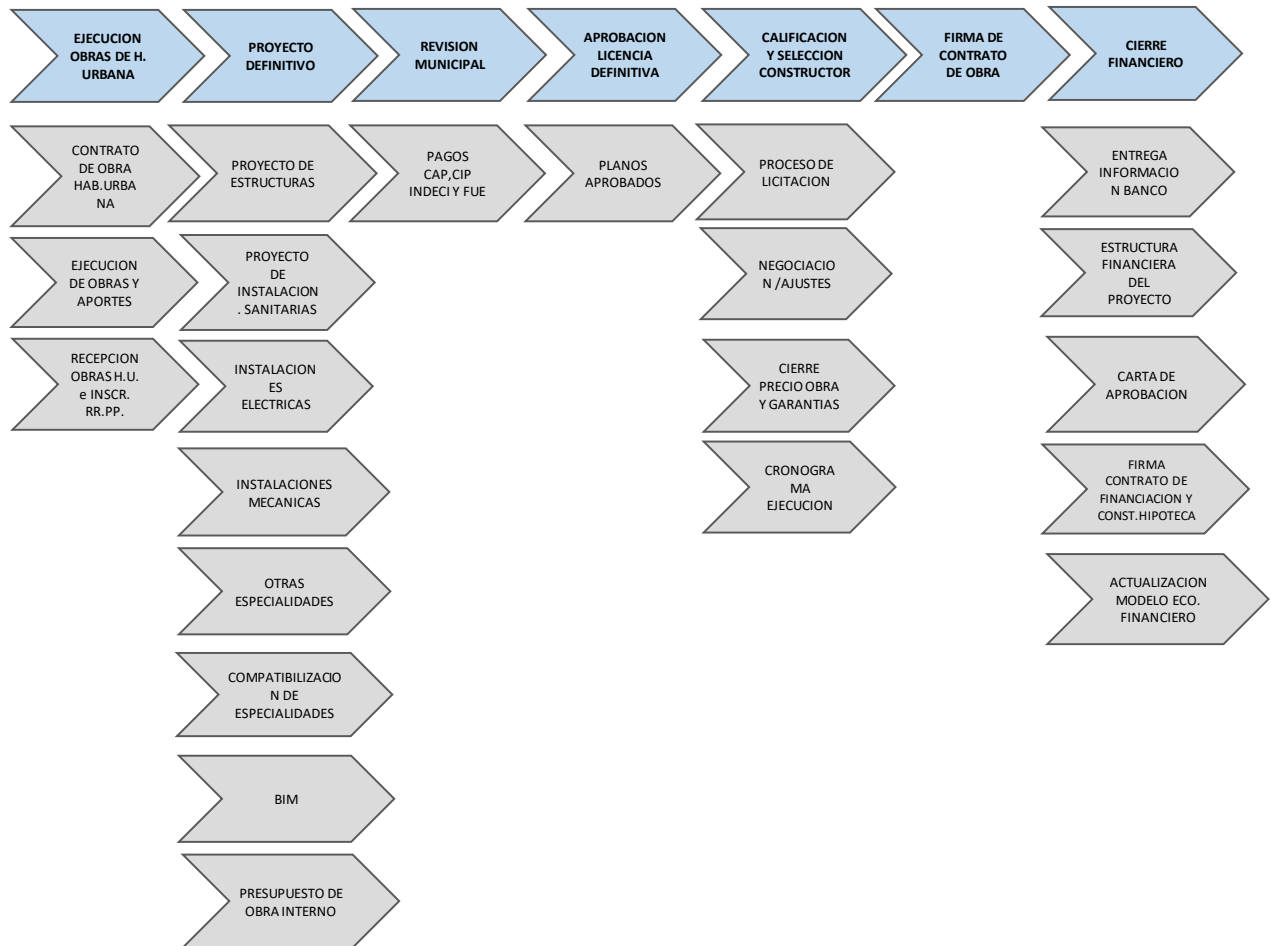 EJECUCION
OBRAS DE H.
URBANA
PROYECTO
DEFINITIVO
REVISION
MUNICIPAL
APROBACION
LICENCIA
DEFINITIVA
CALIFICACION
Y SELECCION
CONSTRUCTOR
FIRMA DE
CONTRATO
DE OBRA
CIERRE
FINANCIERO
CONTRATO
DE OBRA
HAB.URBA
NA
PROYECTO DE
ESTRUCTURAS
PAGOS
CAP,CIP
INDECI Y FUE
PLANOS
APROBADOS
PROCESO DE
LICITACION
ENTREGA
INFORMACIO
N BANCO
EJECUCION
DE OBRAS Y
APORTES
PROYECTO
DE
INSTALACION
. SANITARIAS
NEGOCIACIO
N /AJUSTES
ESTRUCTURA
FINANCIERA
DEL
PROYECTO
RECEPCION
OBRAS H.U.
e INSCR.
RR.PP.
INSTALACION
ES
ELECTRICAS
CIERRE
PRECIO OBRA
Y GARANTIAS
CARTA DE
APROBACION
INSTALACIONES
MECANICAS
CRONOGRA
MA
EJECUCION
FIRMA
CONTRATO DE
FINANCIACION Y
CONST.HIPOTECA
OTRAS
ESPECIALIDADES
ACTUALIZACION
MODELO ECO.
FINANCIERO
COMPATIBILIZACIO
N DE
ESPECIALIDADES
BIM
PRESUPUESTO DE
OBRA INTERNO